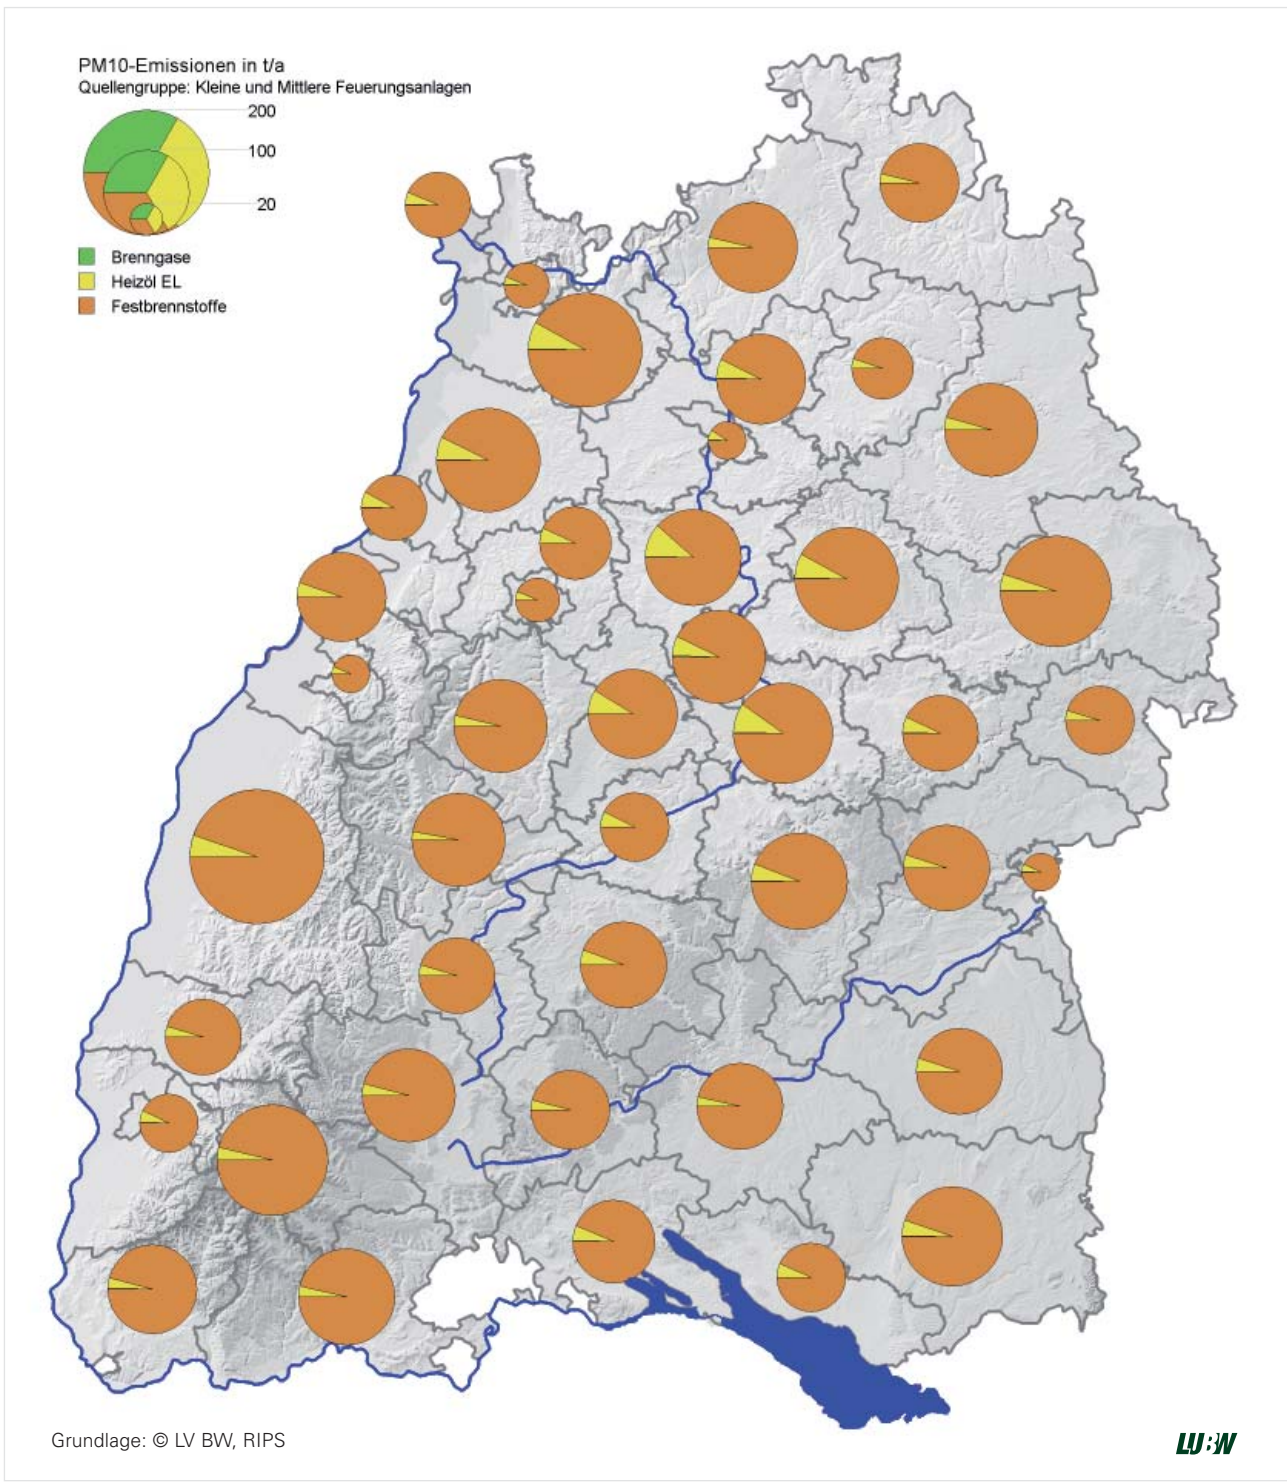 PM10-Emissionen in t/a
Quellengruppe: Kleine und Mittlere Feuerungsanlagen
200
100
20
Brenngase
Heizöl EL
Festbrennstoffe
Grundlage: © LV BW, RIPS
LUBW